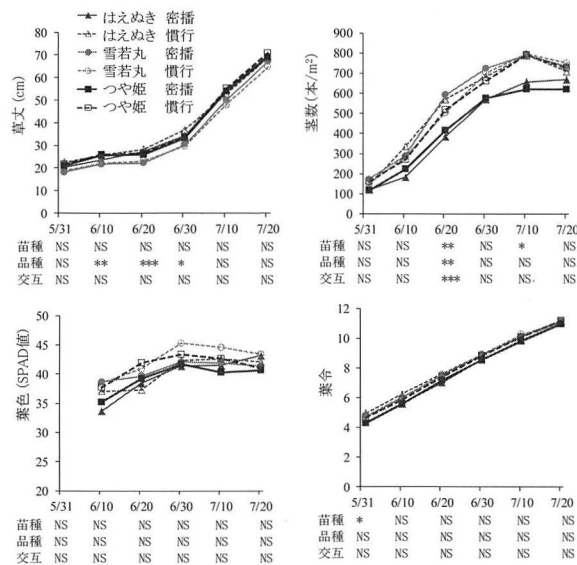 はえぬき 密播
はえぬき 慣行
雪若丸 密播
雪若丸 慣行
つや姫 密播
つや姫 慣行
草丈 (cm)
80
70
60
50
40
30
20
10
0
5/31 6/10 6/20 6/30 7/10 7/20
苗種 NS NS NS NS NS NS
品種 NS ** *** * NS NS
交互 NS NS NS NS NS NS
茎数 (本/m²)
900
800
700
600
500
400
300
200
100
5/31 6/10 6/20 6/30 7/10 7/20
苗種 NS NS ** NS * NS
品種 NS NS ** NS NS NS
交互 NS NS *** NS NS NS
葉色 (SPAD値)
50
45
40
35
30
25
20
5/31 6/10 6/20 6/30 7/10 7/20
苗種 NS NS NS NS NS
品種 NS NS NS NS NS
交互 NS NS NS NS NS
葉令
12
10
8
6
4
2
0
5/31 6/10 6/20 6/30 7/10 7/20
苗種 * NS NS NS NS NS
品種 NS NS NS NS NS NS
交互 NS NS NS NS NS NS